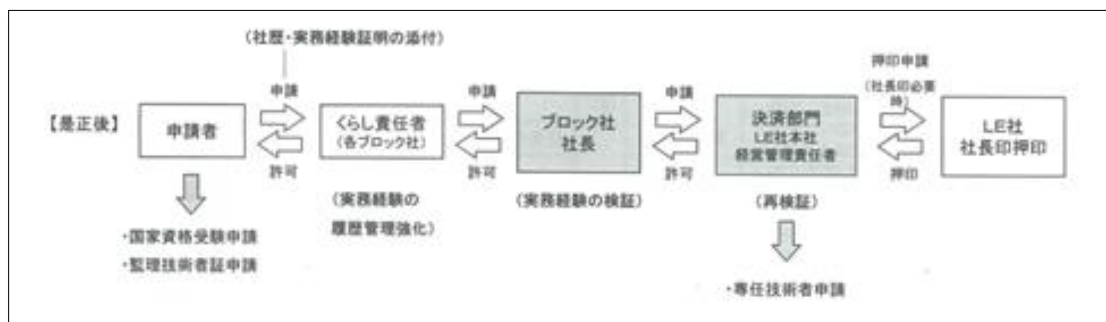 (社歴・実務経験証明の添付)
【是正後】
申請者
申請
許可
くらし責任者
(各ブロック社)
申請
許可
ブロック社
社長
申請
許可
決済部門
LE社本社
経営管理責任者
押印申請
(社長印必要
時)
押印
LE社
社長印押印
(実務経験の
履歴管理強化)
(実務経験の検証)
(再検証)
・国家資格受験申請
・監理技術者証申請
・専任技術者申請